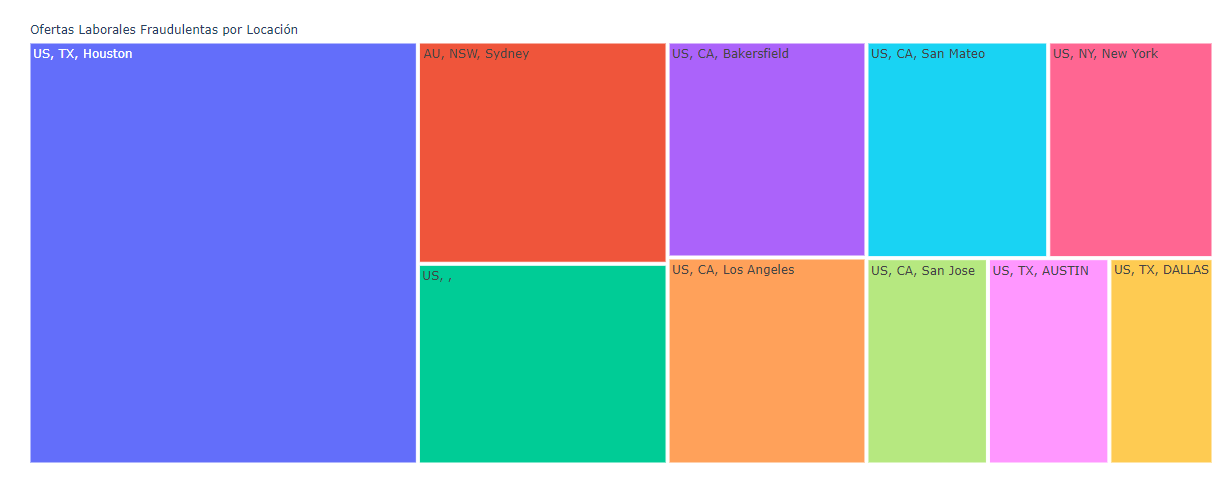 Ofertas Laborales Fraudulentas por Locación
US, TX, Houston
AU, NSW, Sydney
US, CA, Bakersfield
US, CA, San Mateo
US, NY, New York
US, ,
US, CA, Los Angeles
US, CA, San Jose
US, TX, AUSTIN
US, TX, DALLAS